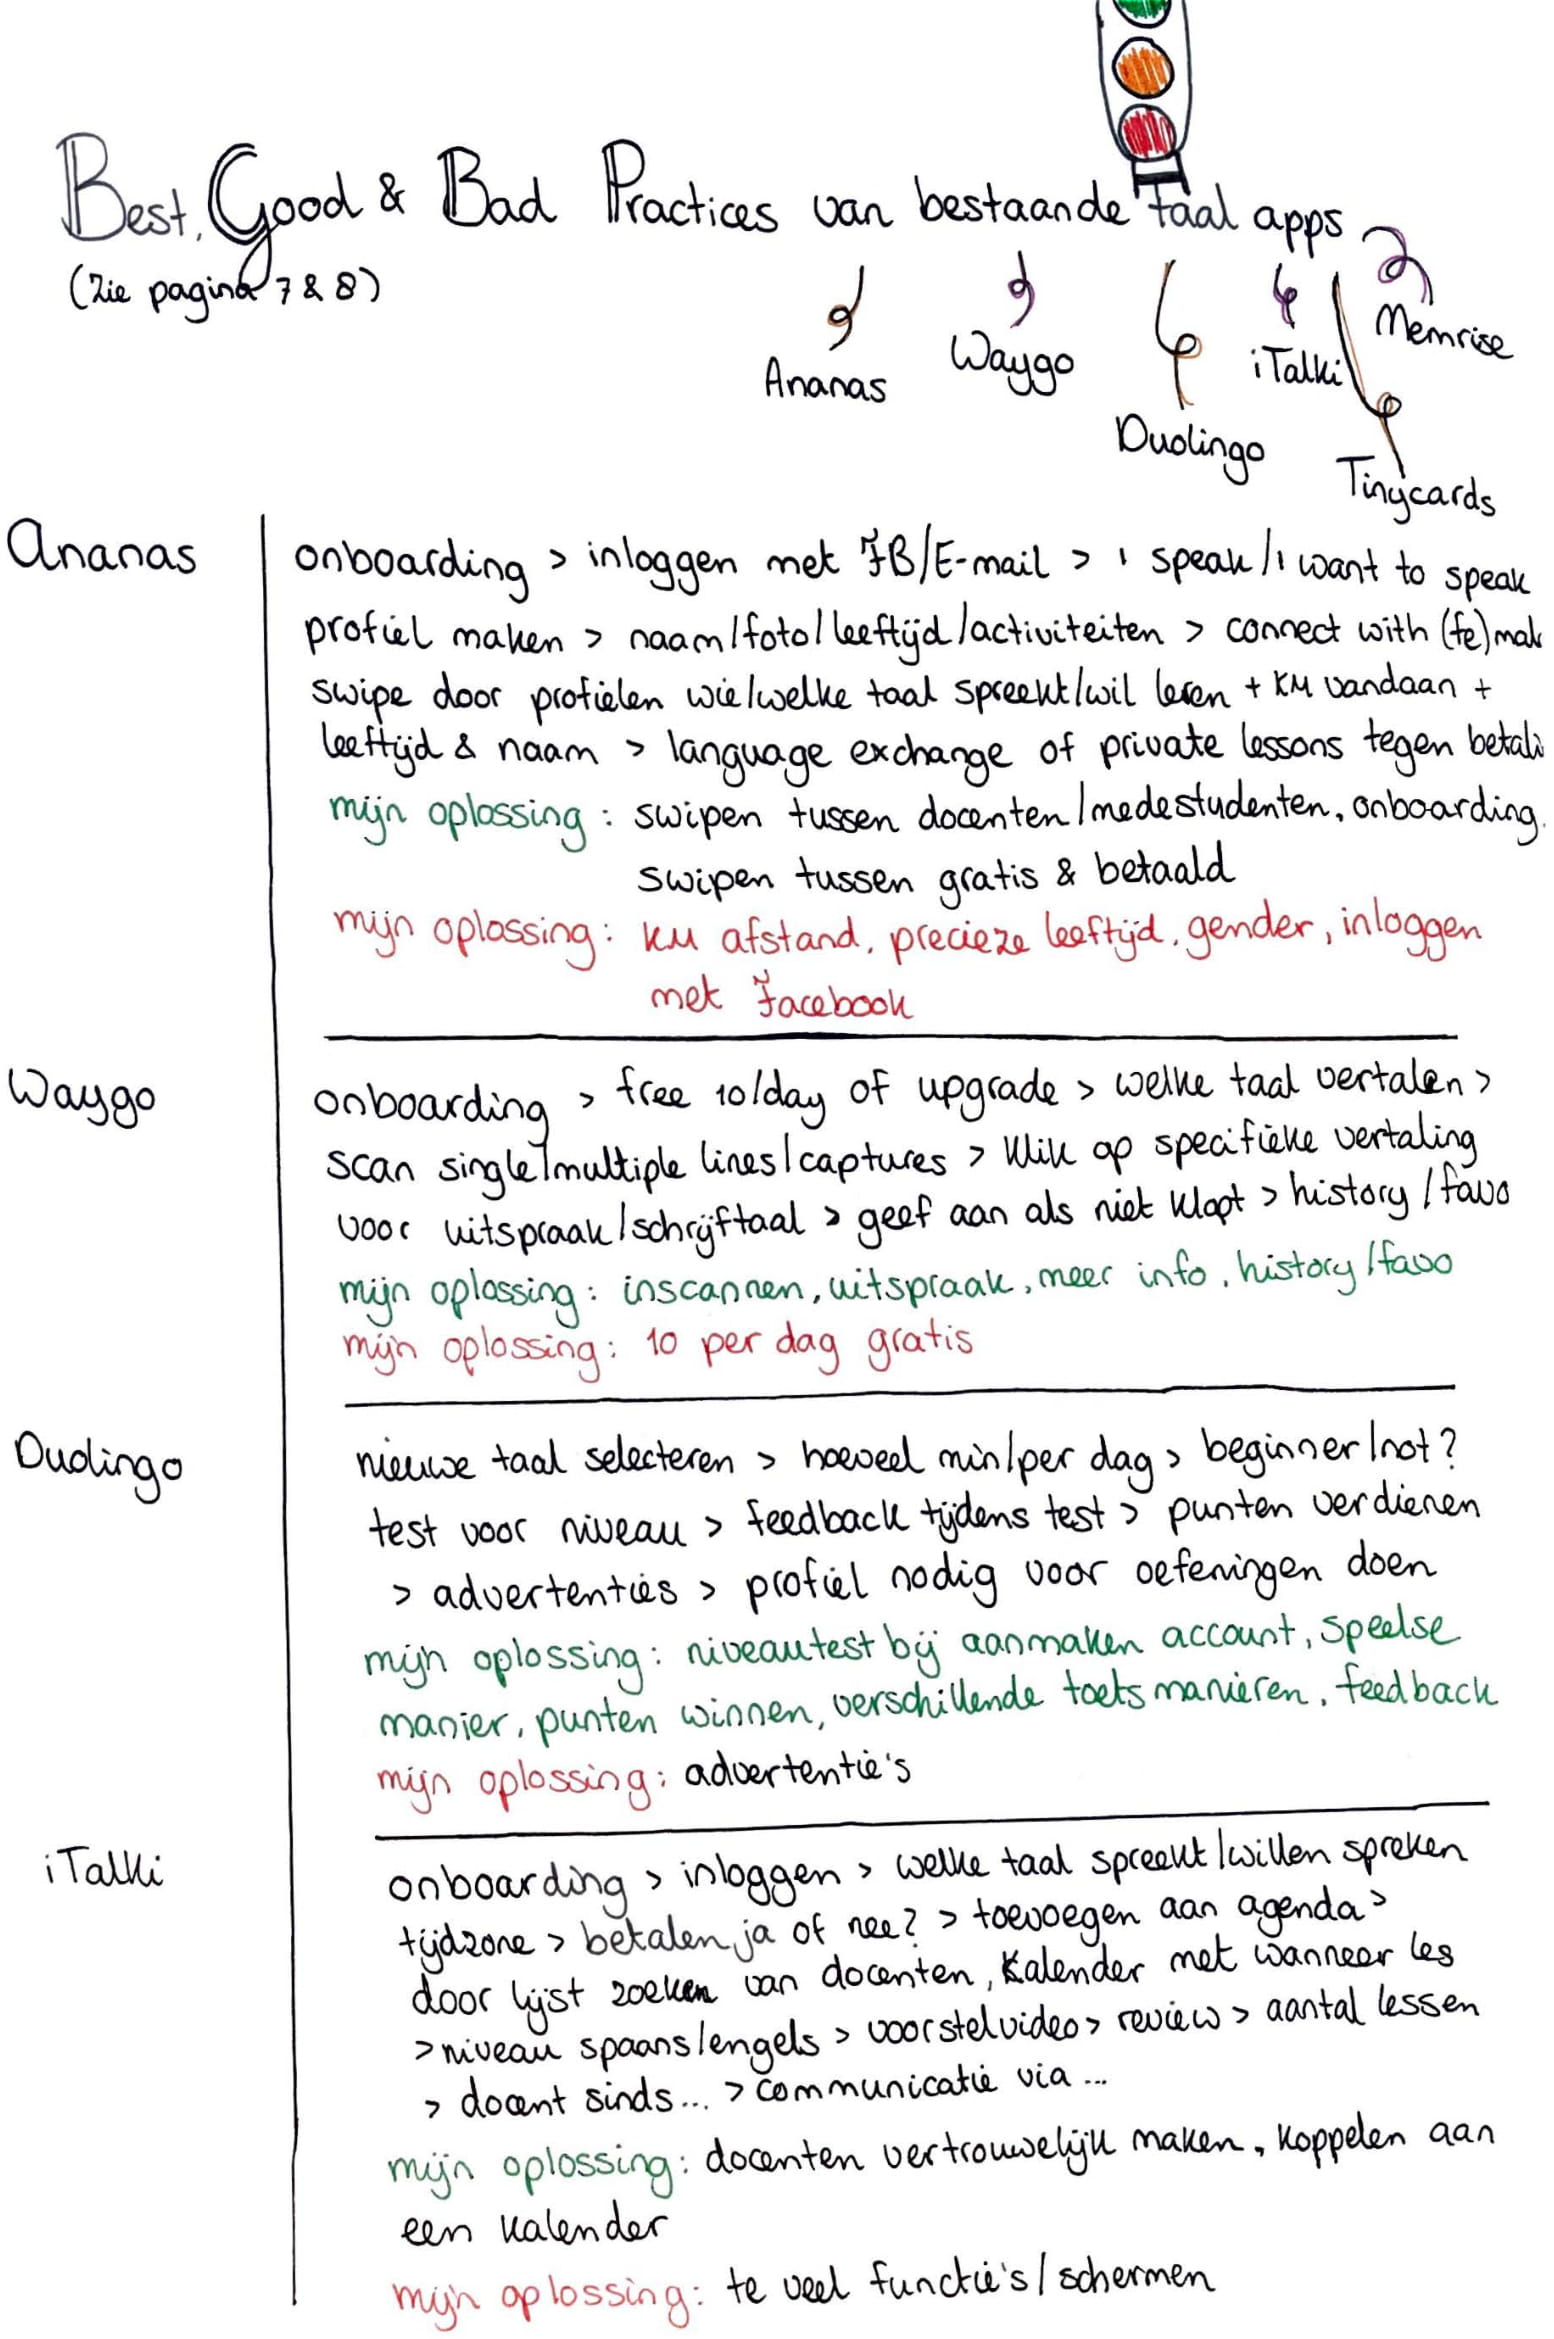 Best, Good & Bad Practices van bestaande taal apps
(Zie pagina 7 & 8)
Ananas
Waygo
Duolingo
iTalki
Tinycards
Memrise
Ananas
onboarding > inloggen met FB/E-mail > I speak/I want to speak
profiel maken > naam/foto/leeftijd/activiteiten > connect with (fe)mal
swipe door profielen wie/welke taal spreekt/wil leren + KM vandaan +
leeftijd & naam > language exchange of private lessons tegen betali
mijn oplossing: swipen tussen docenten/medestudenten, onboarding,
swipen tussen gratis & betaald
mijn oplossing: KM afstand, precieze leeftijd, gender, inloggen
met Facebook
Waygo
onboarding > free 10/day of upgrade > welke taal vertalen >
scan single/multiple lines/captures > klik op specifieke vertaling
voor uitspraak/schrijftaal > geef aan als niet klopt > history/favo
mijn oplossing: inscannen, uitspraak, meer info, history/favo
mijn oplossing: 10 per dag gratis
Duolingo
nieuwe taal selecteren > hoeveel min/per dag > beginner/not?
test voor niveau > feedback tijdens test > punten verdienen
> advertenties > profiel nodig voor oefeningen doen
mijn oplossing: niveautest bij aanmaken account, speelse
manier, punten winnen, verschillende toets manieren, feedback
mijn oplossing: advertentie's
iTalki
onboarding > inloggen > welke taal spreekt/willen spreken
tijdzone > betalen ja of nee? > toevoegen aan agenda >
door lijst zoeken van docenten, kalender met wanneer les
> niveau spaans/engels > voorstelvideo > review > aantal lessen
> docent sinds... > communicatie via ...
mijn oplossing: docenten vertrouwelijk maken, koppelen aan
een kalender
mijn oplossing: te veel functie's/schermen